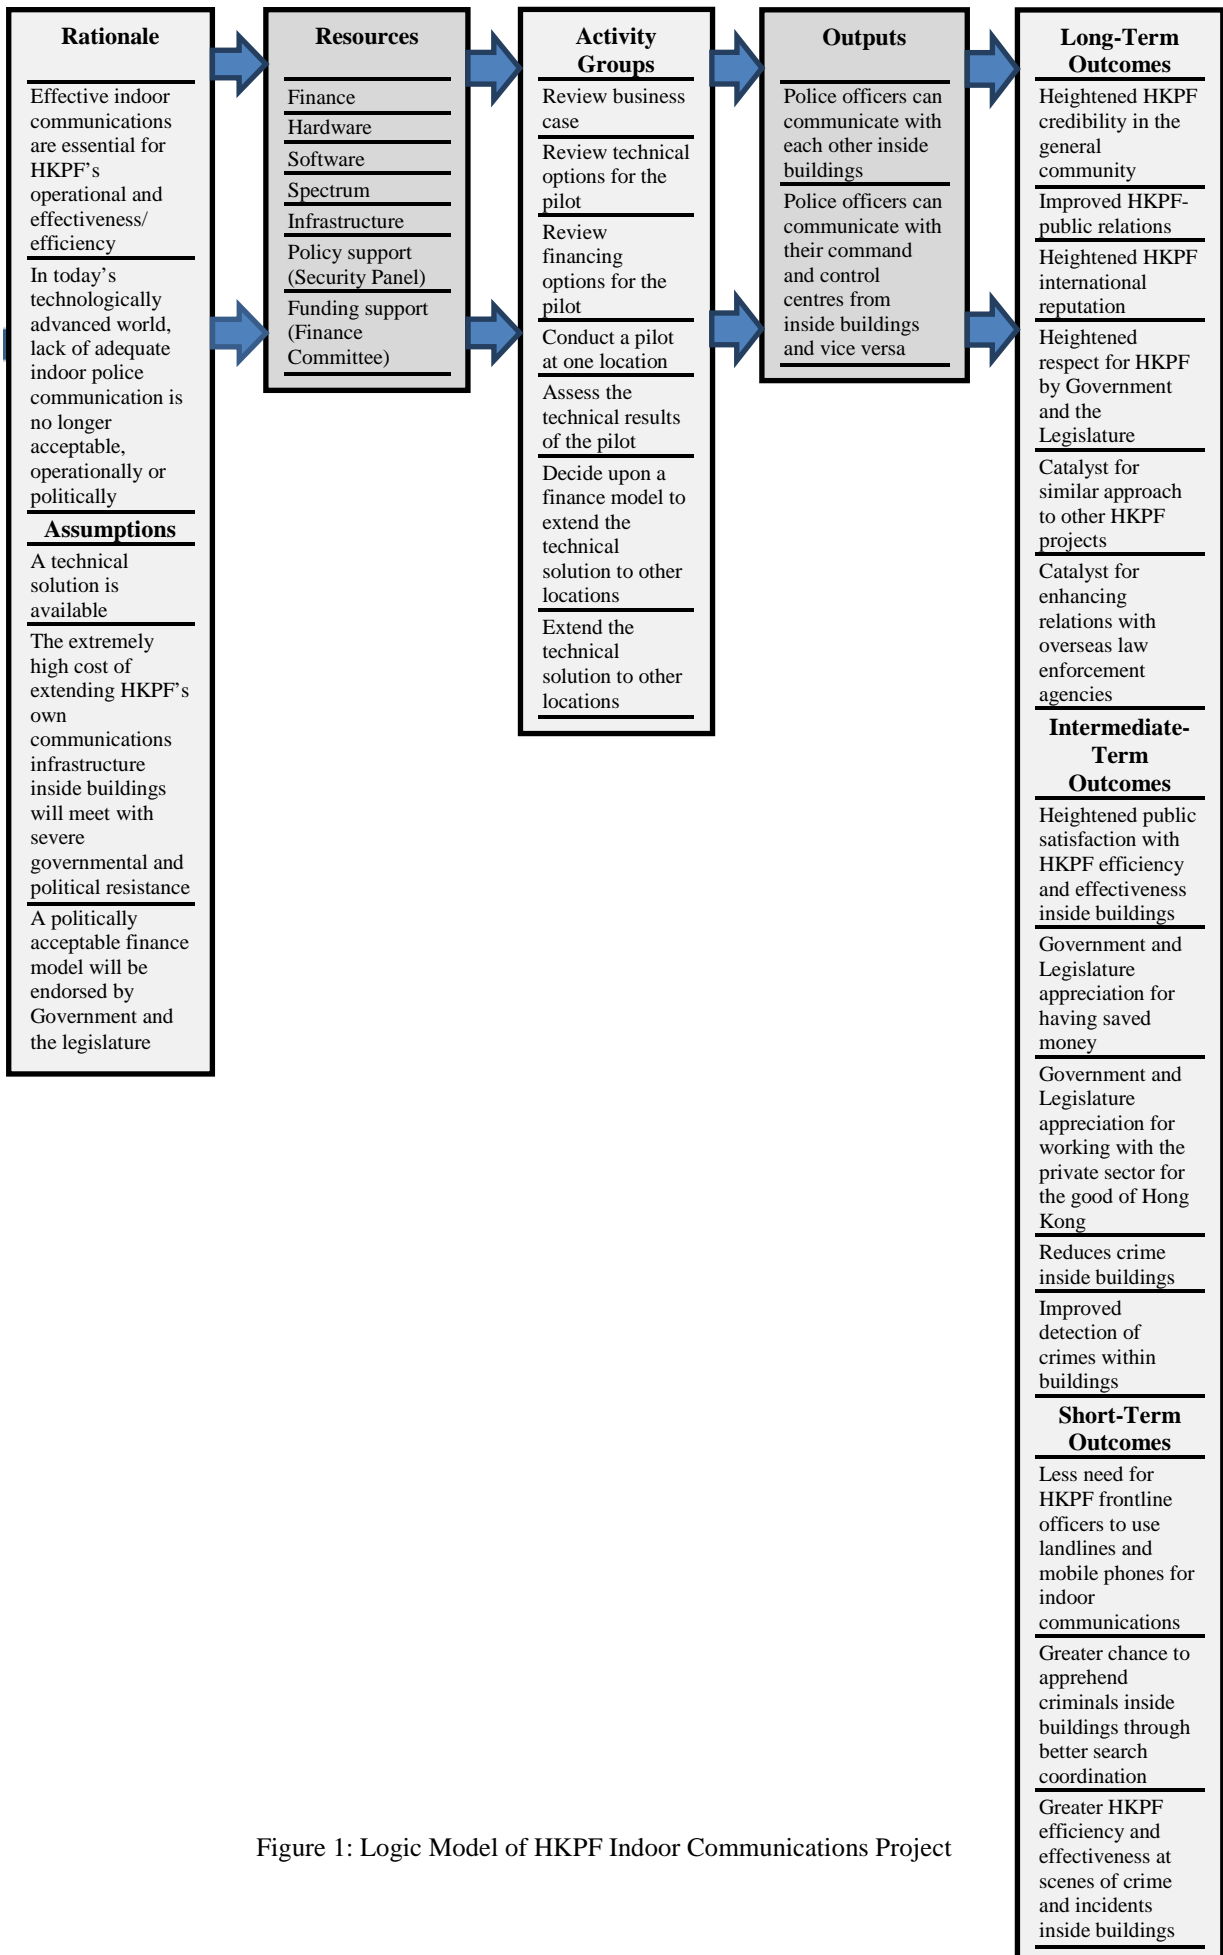 Rationale
Effective indoor
communications
are essential for
HKPF’s
operational and
effectiveness/
efficiency
In today’s
technologically
advanced world,
lack of adequate
indoor police
communication is
no longer
acceptable,
operationally or
politically
Assumptions
A technical
solution is
available
The extremely
high cost of
extending HKPF’s
own
communications
infrastructure
inside buildings
will meet with
severe
governmental and
political resistance
A politically
acceptable finance
model will be
endorsed by
Government and
the legislature
Resources
Finance
Hardware
Software
Spectrum
Infrastructure
Policy support
(Security Panel)
Funding support
(Finance
Committee)
Activity
Groups
Review business
case
Review technical
options for the
pilot
Review
financing
options for the
pilot
Conduct a pilot
at one location
Assess the
technical results
of the pilot
Decide upon a
finance model to
extend the
technical
solution to other
locations
Extend the
technical
solution to other
locations
Outputs
Police officers can
communicate with
each other inside
buildings
Police officers can
communicate with
their command
and control
centres from
inside buildings
and vice versa
Long-Term
Outcomes
Heightened HKPF
credibility in the
general
community
Improved HKPF-
public relations
Heightened HKPF
international
reputation
Heightened
respect for HKPF
by Government
and the
Legislature
Catalyst for
similar approach
to other HKPF
projects
Catalyst for
enhancing
relations with
overseas law
enforcement
agencies
Intermediate-
Term
Outcomes
Heightened public
satisfaction with
HKPF efficiency
and effectiveness
inside buildings
Government and
Legislature
appreciation for
having saved
money
Government and
Legislature
appreciation for
working with the
private sector for
the good of Hong
Kong
Reduces crime
inside buildings
Improved
detection of
crimes within
buildings
Short-Term
Outcomes
Less need for
HKPF frontline
officers to use
landlines and
mobile phones for
indoor
communications
Greater chance to
apprehend
criminals inside
buildings through
better search
coordination
Greater HKPF
efficiency and
effectiveness at
scenes of crime
and incidents
inside buildings
Figure 1: Logic Model of HKPF Indoor Communications Project